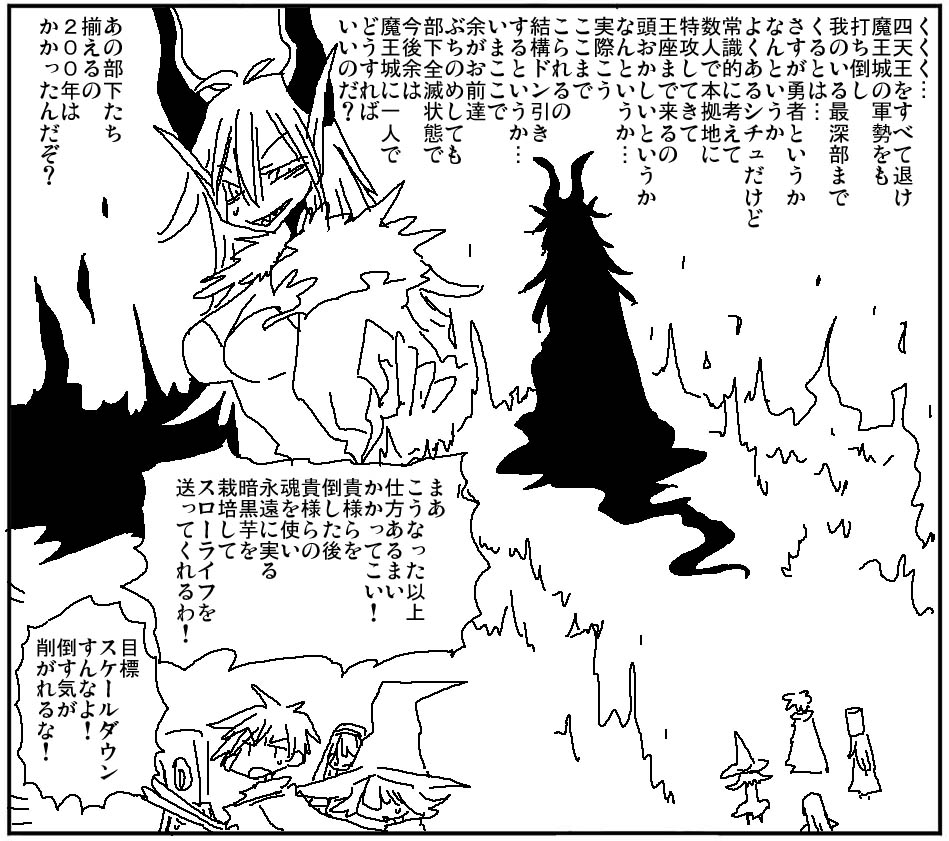 くくく…
四天王をすべて退け
魔王城の軍勢をも
打ち倒し
我のいる最深部まで
くるとは…
さすが勇者というか
なんというか
よくあるシチュだけど
常識的に考えて
数人で本拠地に
特攻してきて
王座まで来るの
頭おかしいというか
なんというか…
実際こう
ここまで
こられるの
結構ドン引き
するというか…
いまここで
余がお前達
ぶちのめしても
部下全滅状態で
今後余は
魔王城に一人で
どうすれば
いいのだ?
あの部下たち
揃えるの
200年は
かかったんだぞ?
まあ
こうなった以上
仕方あるまい
かかってこい!
貴様らを
倒した後
貴様らの
魂を使い
永遠に実る
暗黒芋を
栽培して
スローライフを
送ってくれるわ!
目標
スケールダウン
すんなよ!
倒す気が
削がれるな!